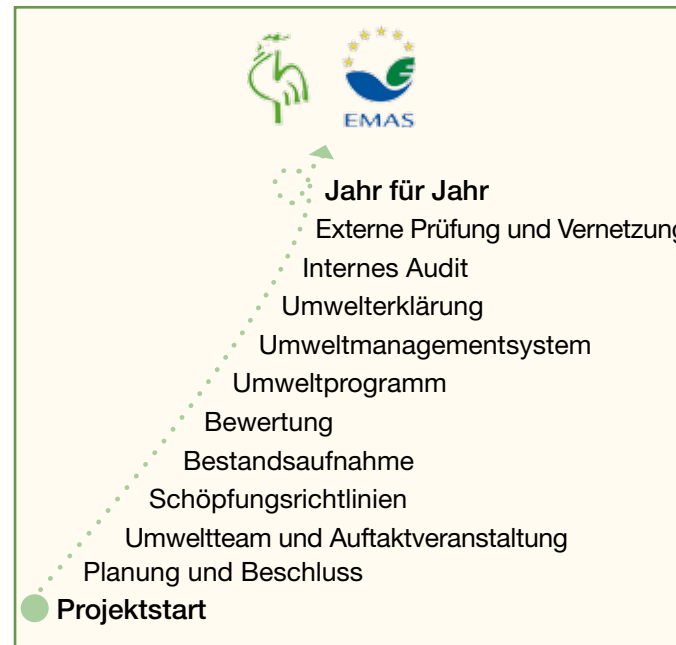 EMAS
Jahr für Jahr
Externe Prüfung und Vernetzung
Internes Audit
Umwelterklärung
Umweltmanagementsystem
Umweltprogramm
Bewertung
Bestandsaufnahme
Schöpfungsrichtlinien
Umweltteam und Auftaktveranstaltung
Planung und Beschluss
Projektstart